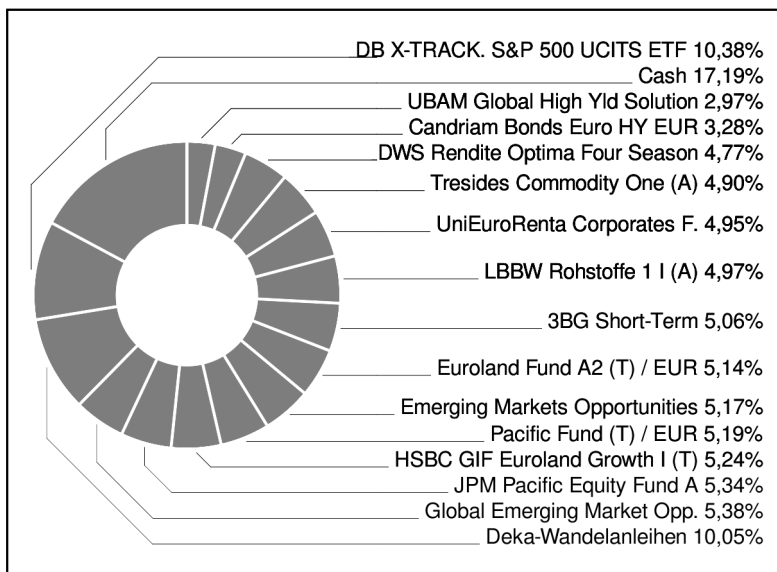 DB X-TRACK. S&P 500 UCITS ETF 10,38%
Cash 17,19%
UBAM Global High Yld Solution 2,97%
Candriam Bonds Euro HY EUR 3,28%
DWS Rendite Optima Four Season 4,77%
Tresides Commodity One (A) 4,90%
UniEuroRenta Corporates F. 4,95%
LBBW Rohstoffe 1 I (A) 4,97%
3BG Short-Term 5,06%
Euroland Fund A2 (T) / EUR 5,14%
Emerging Markets Opportunities 5,17%
Pacific Fund (T) / EUR 5,19%
HSBC GIF Euroland Growth I (T) 5,24%
JPM Pacific Equity Fund A 5,34%
Global Emerging Market Opp. 5,38%
Deka-Wandelanleihen 10,05%